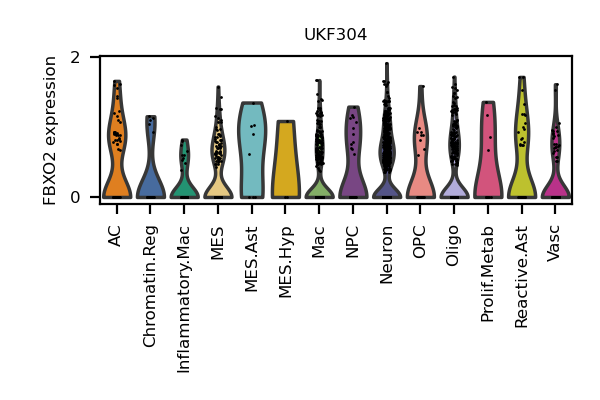 UKF304
FBXO2 expression
2
0
AC
Chromatin.Reg
Inflammatory.Mac
MES
MES.Ast
MES.Hyp
Mac
NPC
Neuron
OPC
Oligo
Prolif.Metab
Reactive.Ast
Vasc